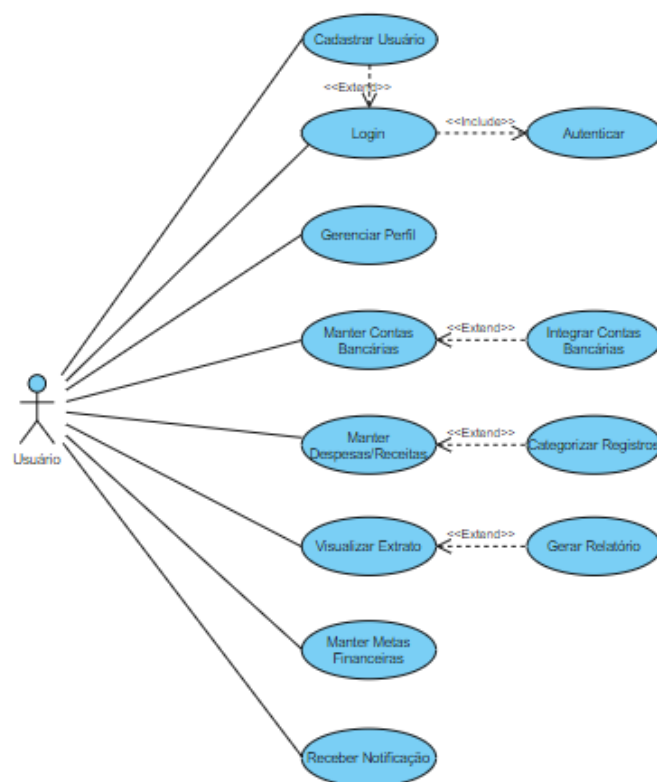 Cadastrar Usuário
<<Extend>>
Login
<<Include>>
Autenticar
Gerenciar Perfil
Manter Contas
Bancárias
<<Extend>>
Integrar Contas
Bancárias
Usuário
Manter
Despesas/Receitas
<<Extend>>
Categorizar Registros
Visualizar Extrato
<<Extend>>
Gerar Relatório
Manter Metas
Financeiras
Receber Notificação